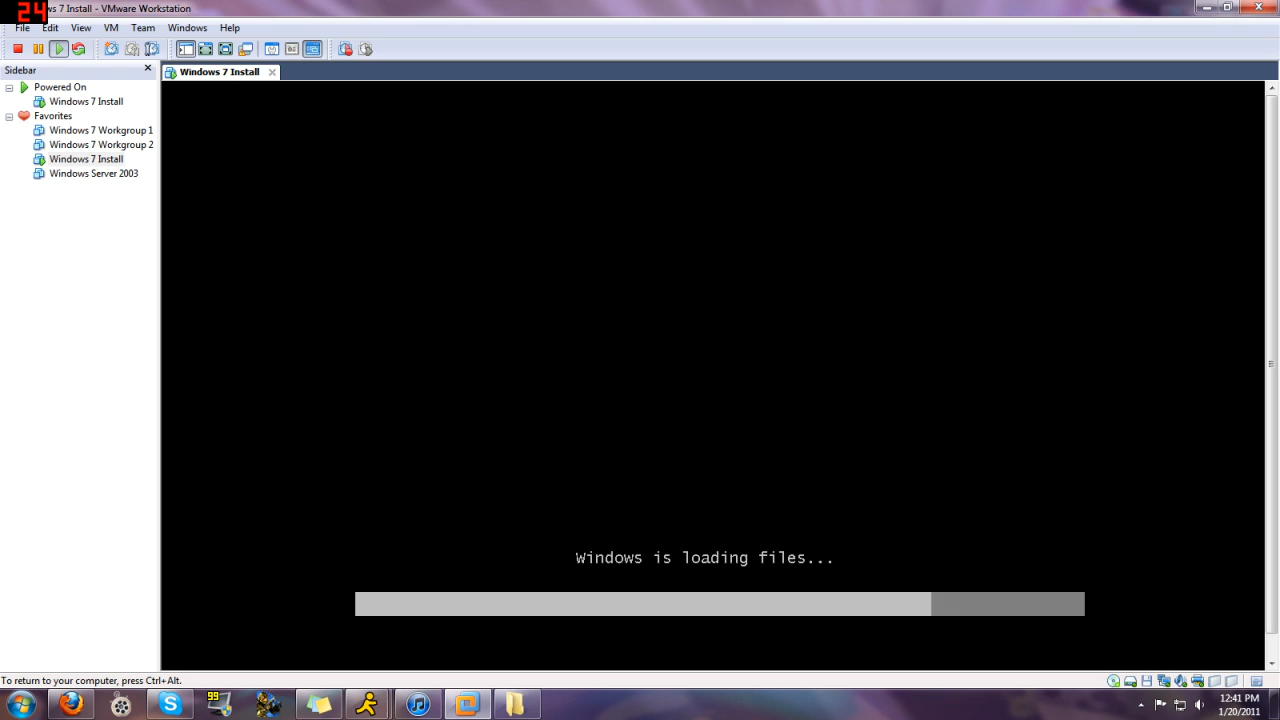 24
ws 7 Install - VMware Workstation
File Edit View VM Team Windows Help
Sidebar
Windows 7 Install
Powered On
Windows 7 Install
Favorites
Windows 7 Workgroup 1
Windows 7 Workgroup 2
Windows 7 Install
Windows Server 2003
Windows is loading files...
To return to your computer, press Ctrl+Alt.
99
12:41 PM
1/20/2011